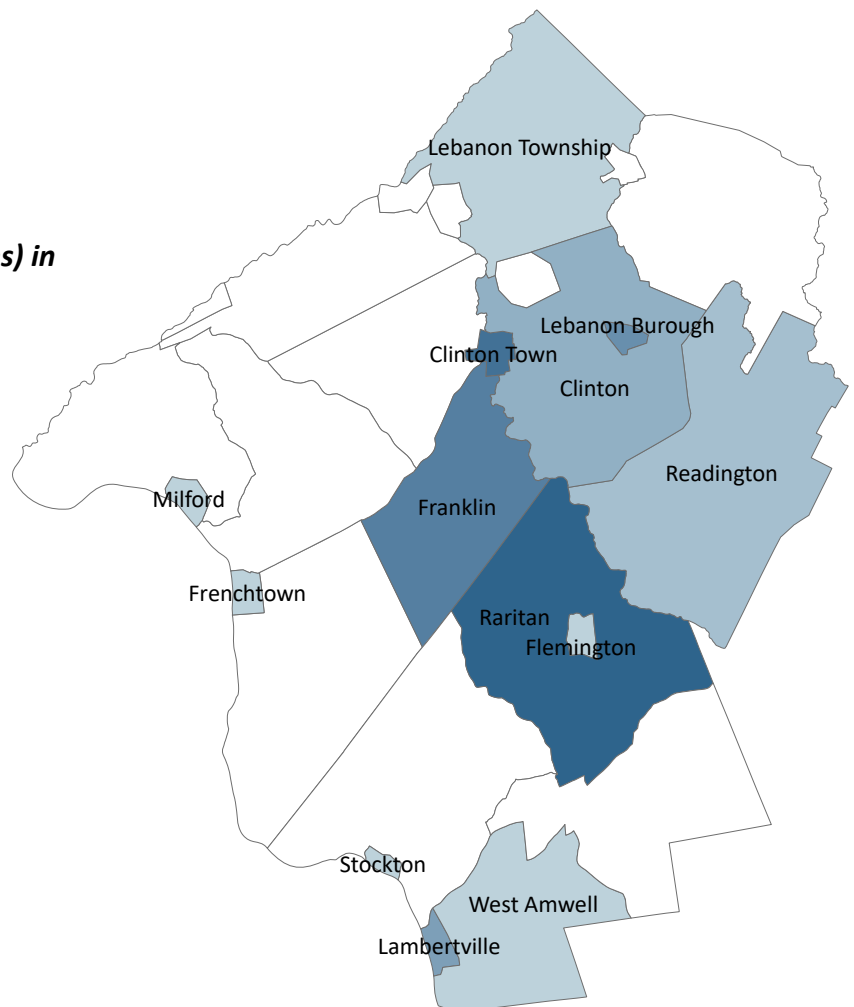 Lebanon Township
s) in
Lebanon Burough
Clinton Town
Clinton
Readington
Milford
Franklin
Frenchtown
Raritan
Flemington
Stockton
West Amwell
Lambertville